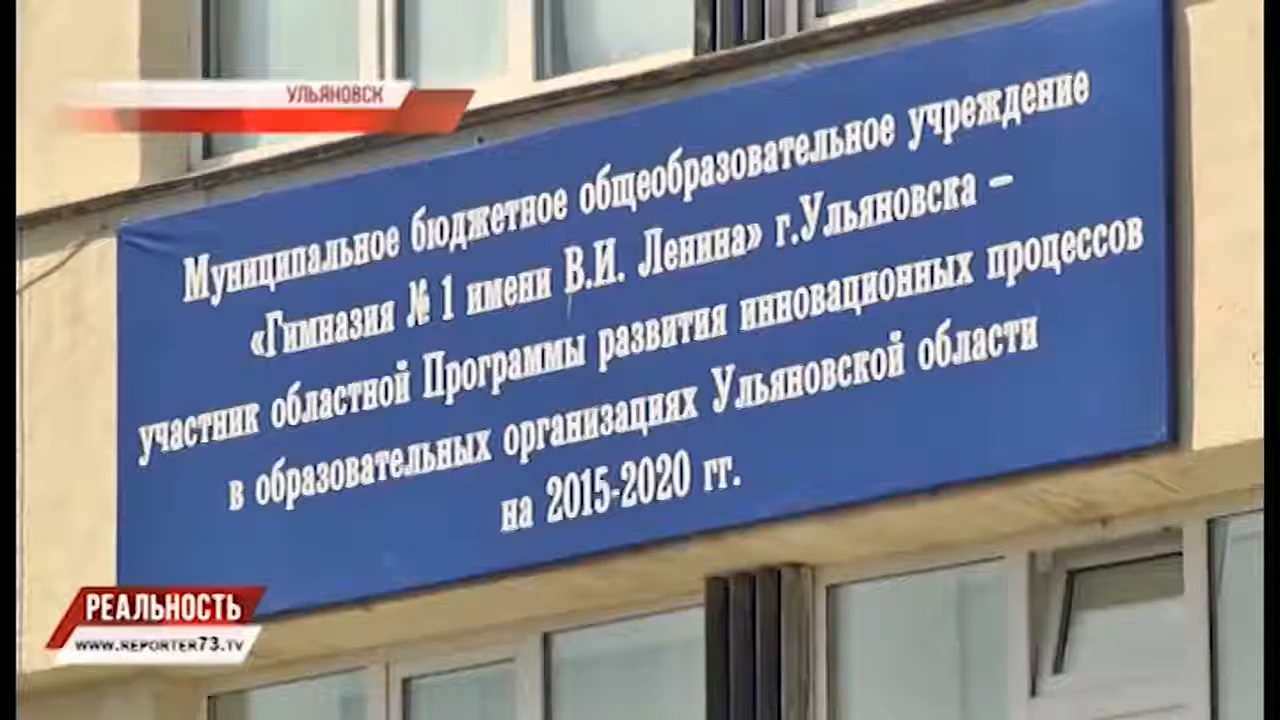 УЛЬЯНОВСК
Муниципальное бюджетное общеобразовательное учреждение
«Гимназия № 1 имени В.И. Ленина» г.Ульяновска –
участник областной Программы развития инновационных процессов
в образовательных организациях Ульяновской области
на 2015-2020 гг.
РЕАЛЬНОСТЬ
WWW.REPORTER73.TV